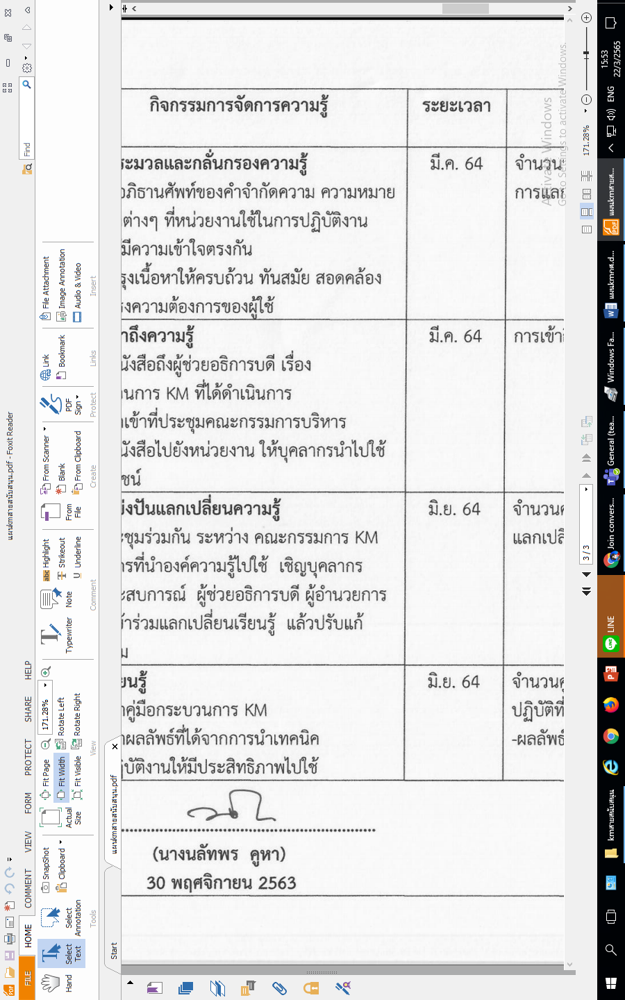 แผนkmสายสนับสนุน.pdf - Foxit Reader
FILE
HOME
COMMENT
VIEW
FORM
PROTECT
SHARE
HELP
Find
Hand
Select Text
Select Annotation
SnapShot
Clipboard
Tools
Actual Size
Fit Page
Fit Width
Fit Visible
171.28%
Rotate Left
Rotate Right
View
Typewriter
Note
Highlight
Strikeout
Underline
Comment
From File
From Scanner
Blank
From Clipboard
Create
PDF Sign
Protect
Link
Bookmark
Links
File Attachment
Image Annotation
Audio & Video
Insert
Start
แผนkmสายสนับสนุน.pdf
กิจกรรมการจัดการความรู้ ระยะเวลา
ระมวลและกลั่นกรองความรู้ มี.ค. 64 จำนวน
อภิธานศัพท์ของคำจำกัดความ ความหมาย การและ
ต่างๆ ที่หน่วยงานใช้ในการปฏิบัติงาน
มีความเข้าใจตรงกัน
รุงเนื้อหาให้ครบถ้วน ทันสมัย สอดคล้อง
รงความต้องการของผู้ใช้
าถึงความรู้ มี.ค. 64 การเข้า
นังสือถึงผู้ช่วยอธิการบดี เรื่อง
วนการ KM ที่ได้ดำเนินการ
าเข้าที่ประชุมคณะกรรมการบริหาร
นังสือไปยังหน่วยงาน ให้บุคลากรนำไปใช้
ชน์
บ่งปันแลกเปลี่ยนความรู้ มิ.ย. 64 จำนวน
ะชุมร่วมกัน ระหว่าง คณะกรรมการ KM แลกเปลี่
ารที่นำองค์ความรู้ไปใช้ เชิญบุคลากร
ะสบการณ์ ผู้ช่วยอธิการบดี ผู้อำนวยการ
ข้าร่วมแลกเปลี่ยนเรียนรู้ แล้วปรับแก้
ม
ยนรู้ มิ.ย. 64 จำนวนคู่
าคู่มือกระบวนการ KM ปฏิบัติที่
าผลลัพธ์ที่ได้จากการนำเทคนิค -ผลลัพธ์
ฏิบัติงานให้มีประสิทธิภาพไปใช้
(นางนลัทพร คูหา)
30 พฤศจิกายน 2563
Activate Windows
Go to Settings to activate Windows.
3 / 3
171.28%
kmสายสนับสนุน
LINE
Join convers...
General (tea...
Windows Fa...
แผนkmกศ.d...
แผนkmสายส...
ENG
15:53
22/3/2565